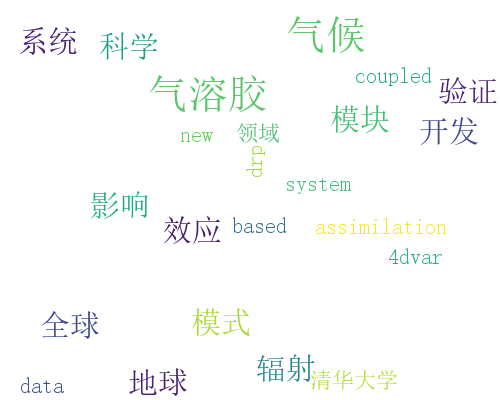 气候
系统
科学
coupled
气溶胶
验证
模块
new
领域
开发
drp
system
影响
效应
based
assimilation
4dvar
全球
模式
辐射
data
地球
清华大学